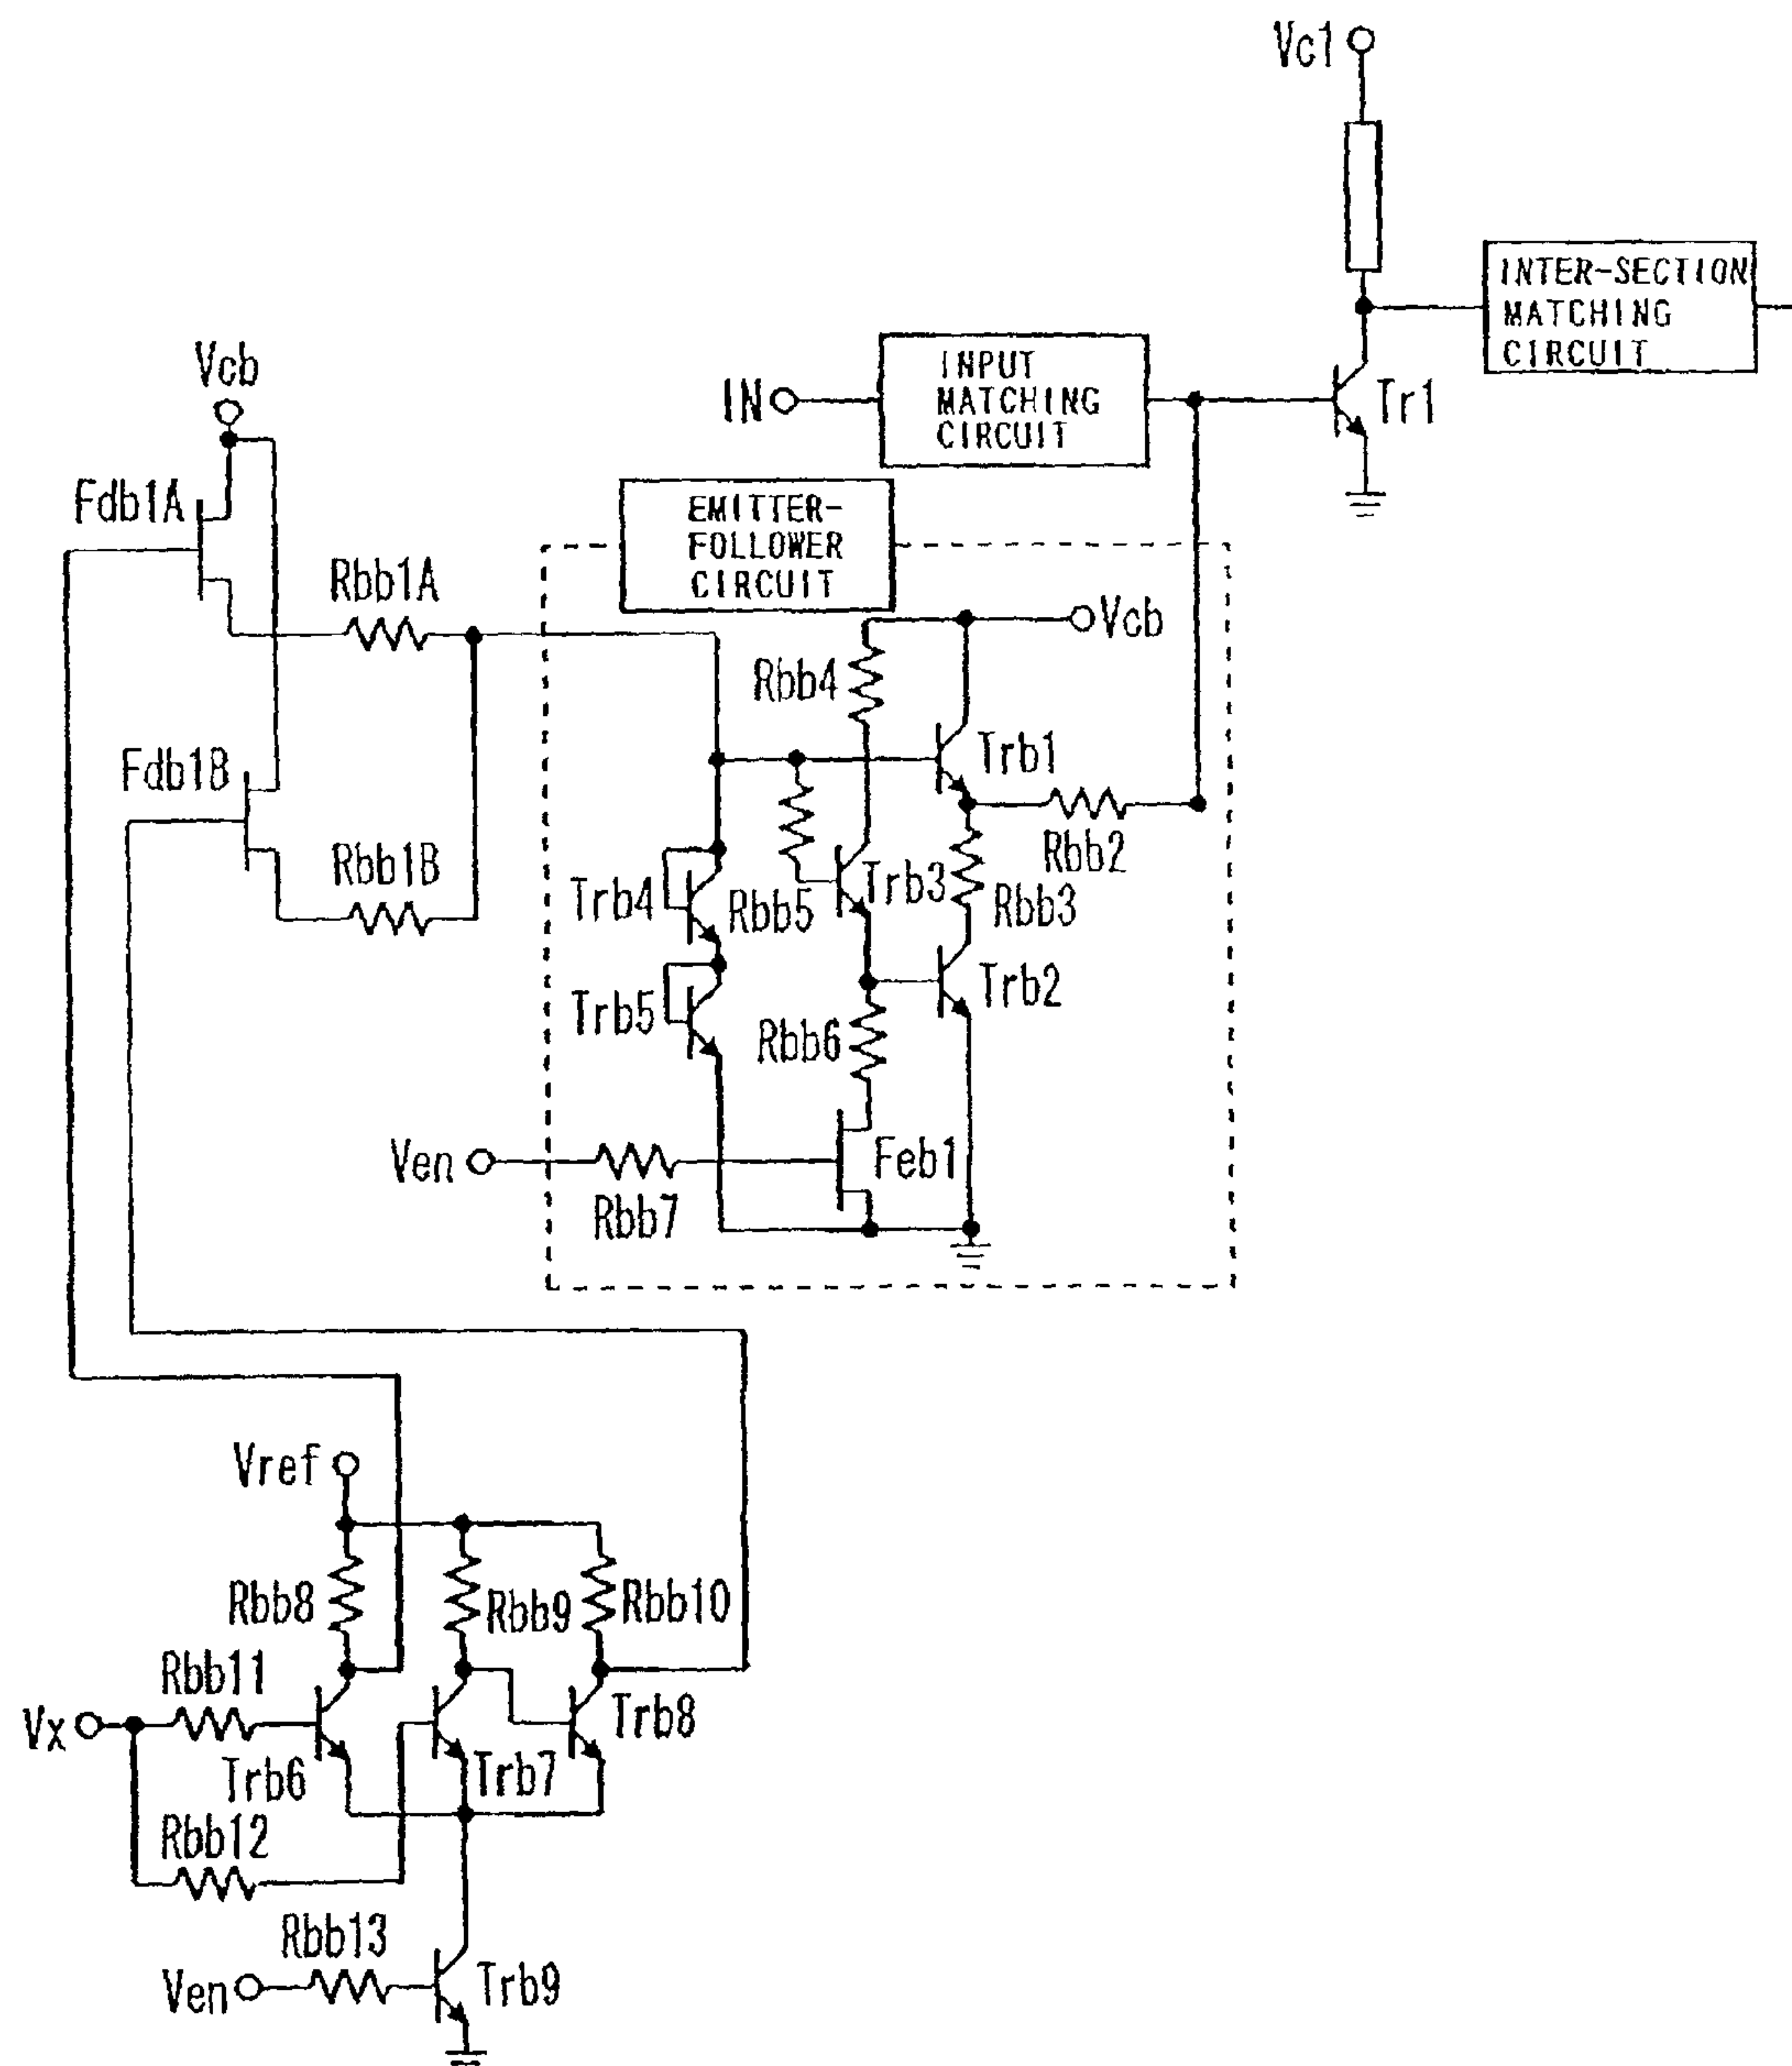 Vc1
INTER-SECTION
MATCHING
CIRCUIT
Vcb
INPUT
MATCHING
CIRCUIT
IN
Tr1
Fdb1A
EMITTER-
FOLLOWER
CIRCUIT
Rbb1A
Vcb
Rbb4
Fdb1B
Trb1
Rbb1B
Rbb2
Trb4
Rbb5
Trb3
Rbb3
Trb5
Trb2
Rbb6
Ven
Feb1
Rbb7
Vref
Rbb8
Rbb9
Rbb10
Rbb11
Vx
Trb8
Trb6
Trb7
Rbb12
Rbb13
Ven
Trb9